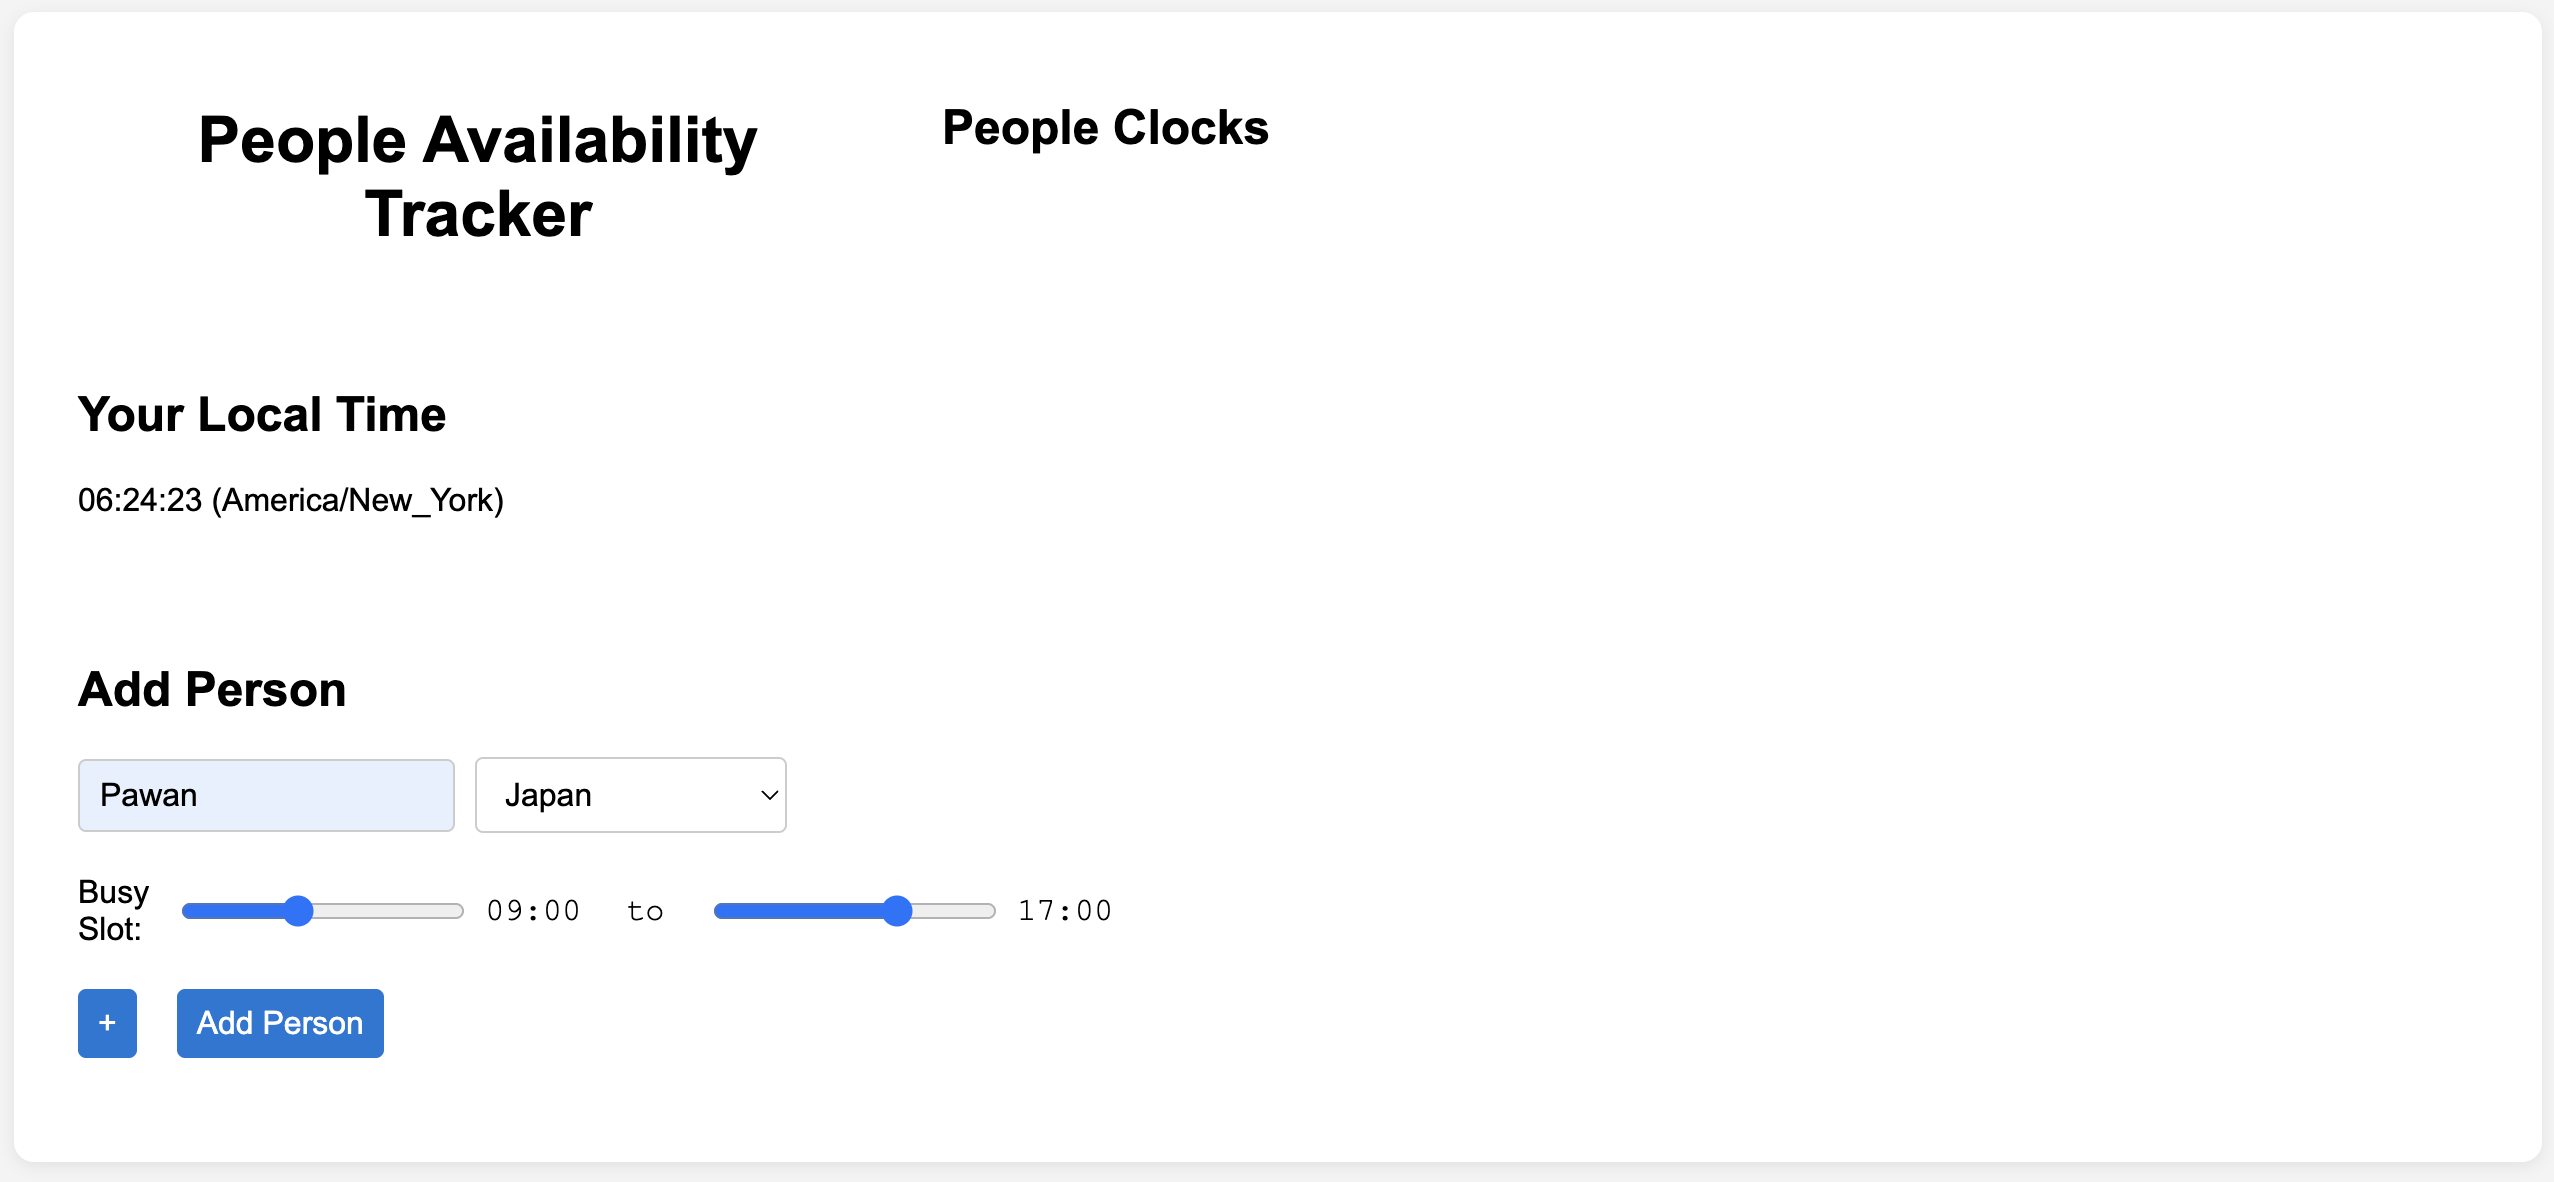 People Availability
Tracker
People Clocks
Your Local Time
06:24:23 (America/New_York)
Add Person
Pawan
Japan
Busy
Slot:
09:00 to 17:00
+
Add Person